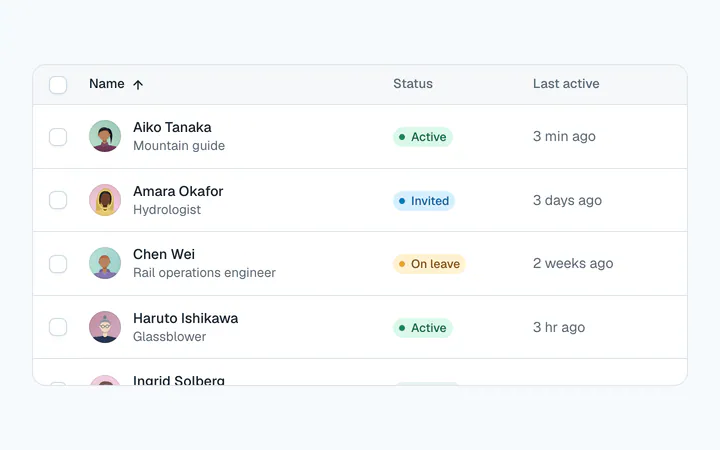 Name ↑ Status Last active
Aiko Tanaka
Mountain guide
Active
3 min ago
Amara Okafor
Hydrologist
Invited
3 days ago
Chen Wei
Rail operations engineer
On leave
2 weeks ago
Haruto Ishikawa
Glassblower
Active
3 hr ago
Ingrid Solberg